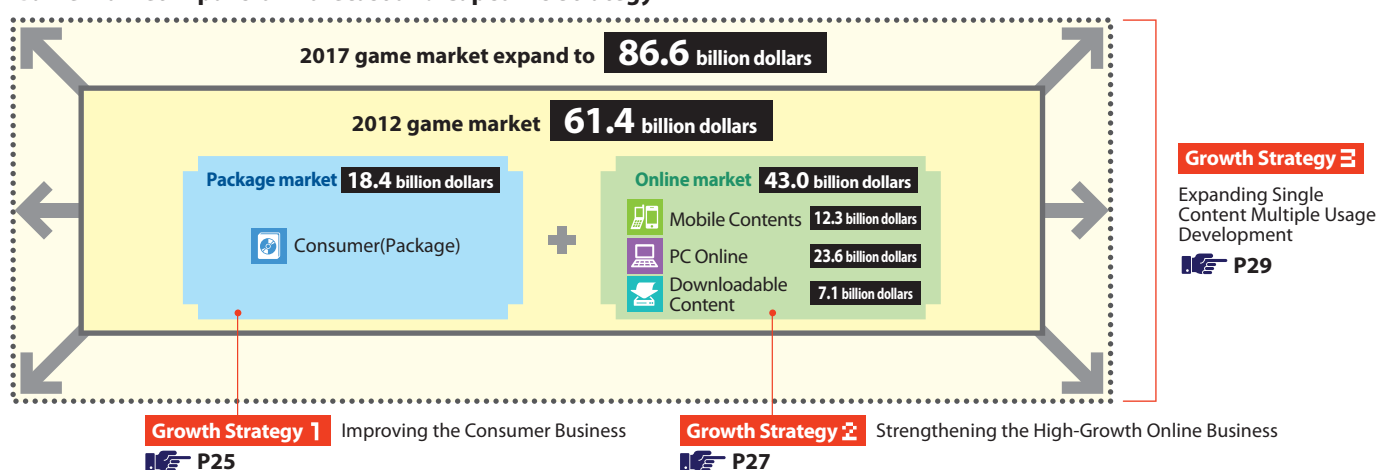 2017 game market expand to 86.6 billion dollars
2012 game market 61.4 billion dollars
Package market 18.4 billion dollars
Consumer(Package)
Online market 43.0 billion dollars
Mobile Contents 12.3 billion dollars
PC Online 23.6 billion dollars
Downloadable
Content
7.1 billion dollars
Growth Strategy 3
Expanding Single
Content Multiple Usage
Development
P29
Growth Strategy 1 Improving the Consumer Business
P25
Growth Strategy 2 Strengthening the High-Growth Online Business
P27